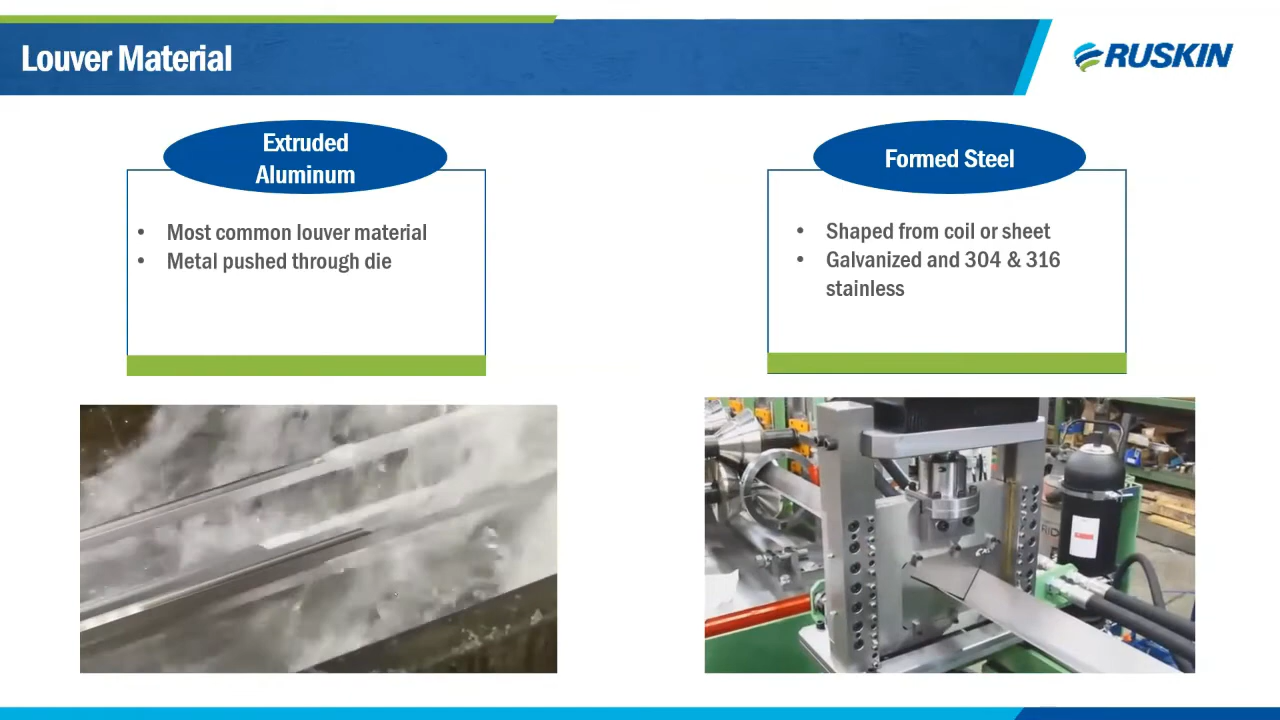 Louver Material
RUSKIN
Extruded
Aluminum
• Most common louver material
• Metal pushed through die
Formed Steel
• Shaped from coil or sheet
• Galvanized and 304 & 316
stainless